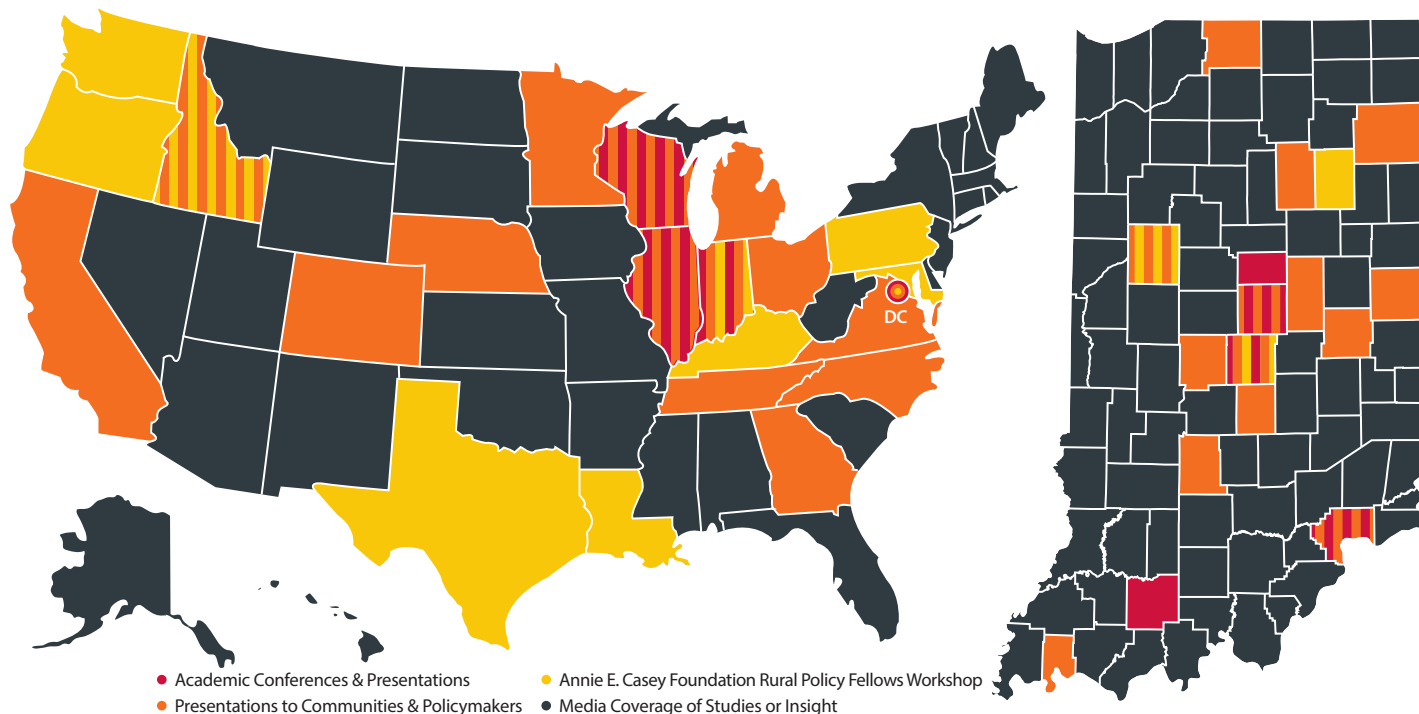 DC
Academic Conferences & Presentations
Annie E. Casey Foundation Rural Policy Fellows Workshop
Presentations to Communities & Policymakers
Media Coverage of Studies or Insight